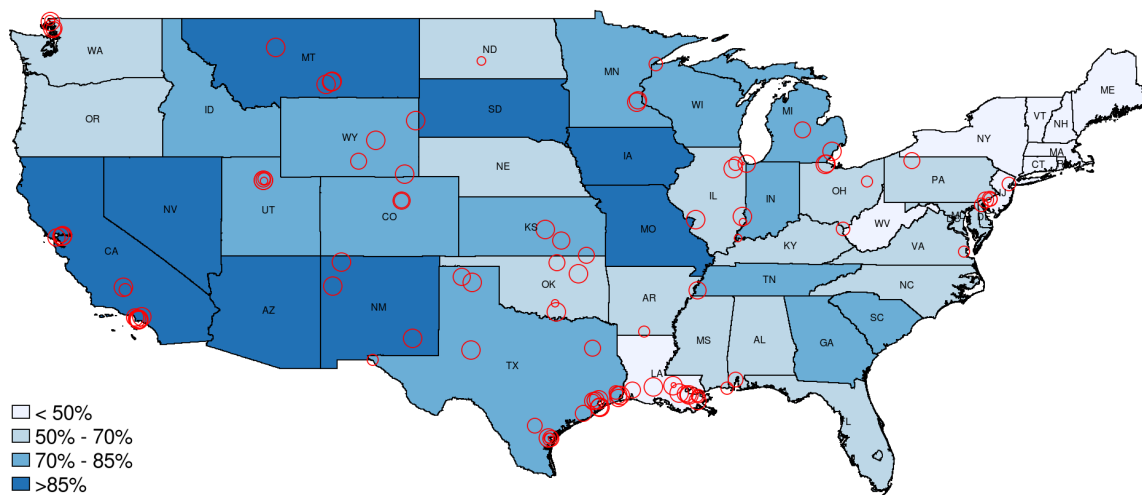 WA
MT
ND
MN
ME
OR
ID
SD
WI
MI
VT
NH
NY
WY
MA
CT
NE
IA
PA
NJ
NV
UT
CO
IL
IN
OH
CA
KS
MO
WV
VA
KY
AZ
NM
OK
AR
TN
NC
SC
TX
LA
MS
AL
GA
< 50%
50% - 70%
70% - 85%
>85%